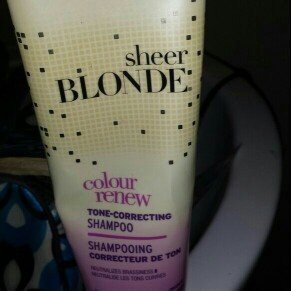 sheer
BLONDE
colour
renew
TONE-CORRECTING
SHAMPOO
SHAMPOOING
CORRECTEUR DE TON
NEUTRALIZES BRASSINESS
NEUTRALISE LES TONS CUIVRÉS